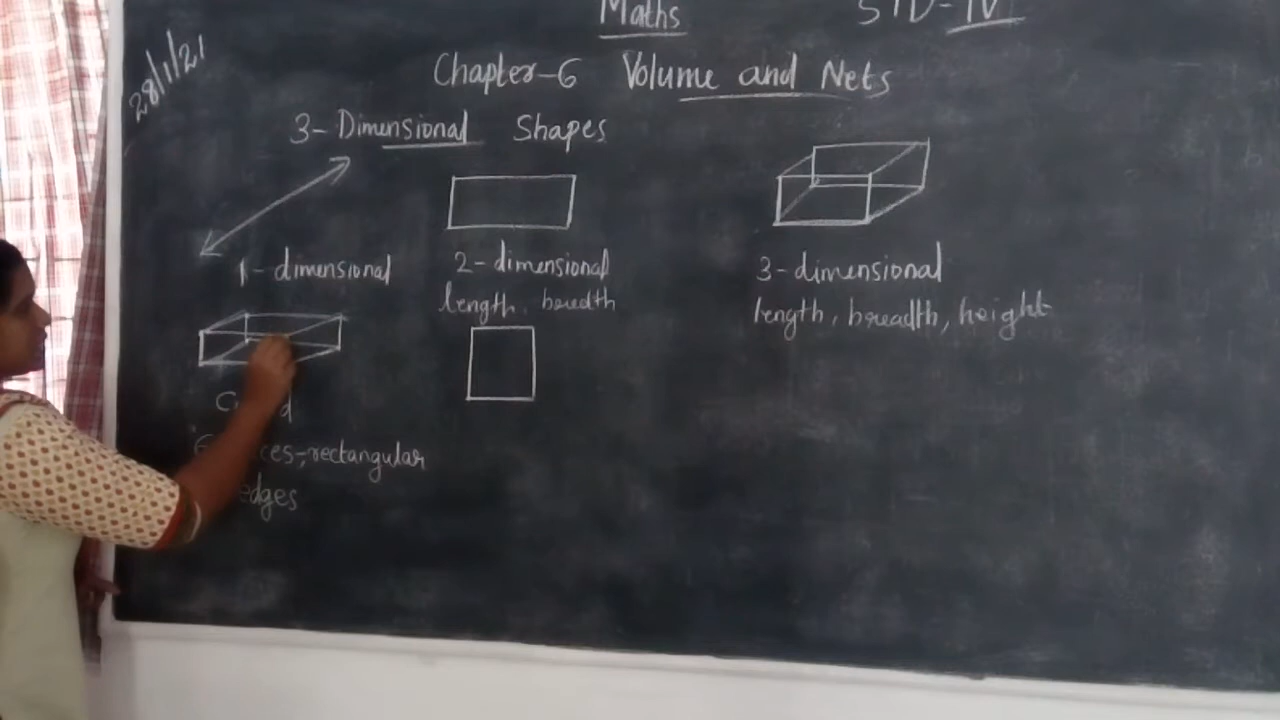 Maths STD-IV
28/1/21
Chapter-6 Volume and Nets
3-Dimensional Shapes
1-dimensional
2-dimensional
length, breadth
3-dimensional
length, breadth, height
-rectangular
edges